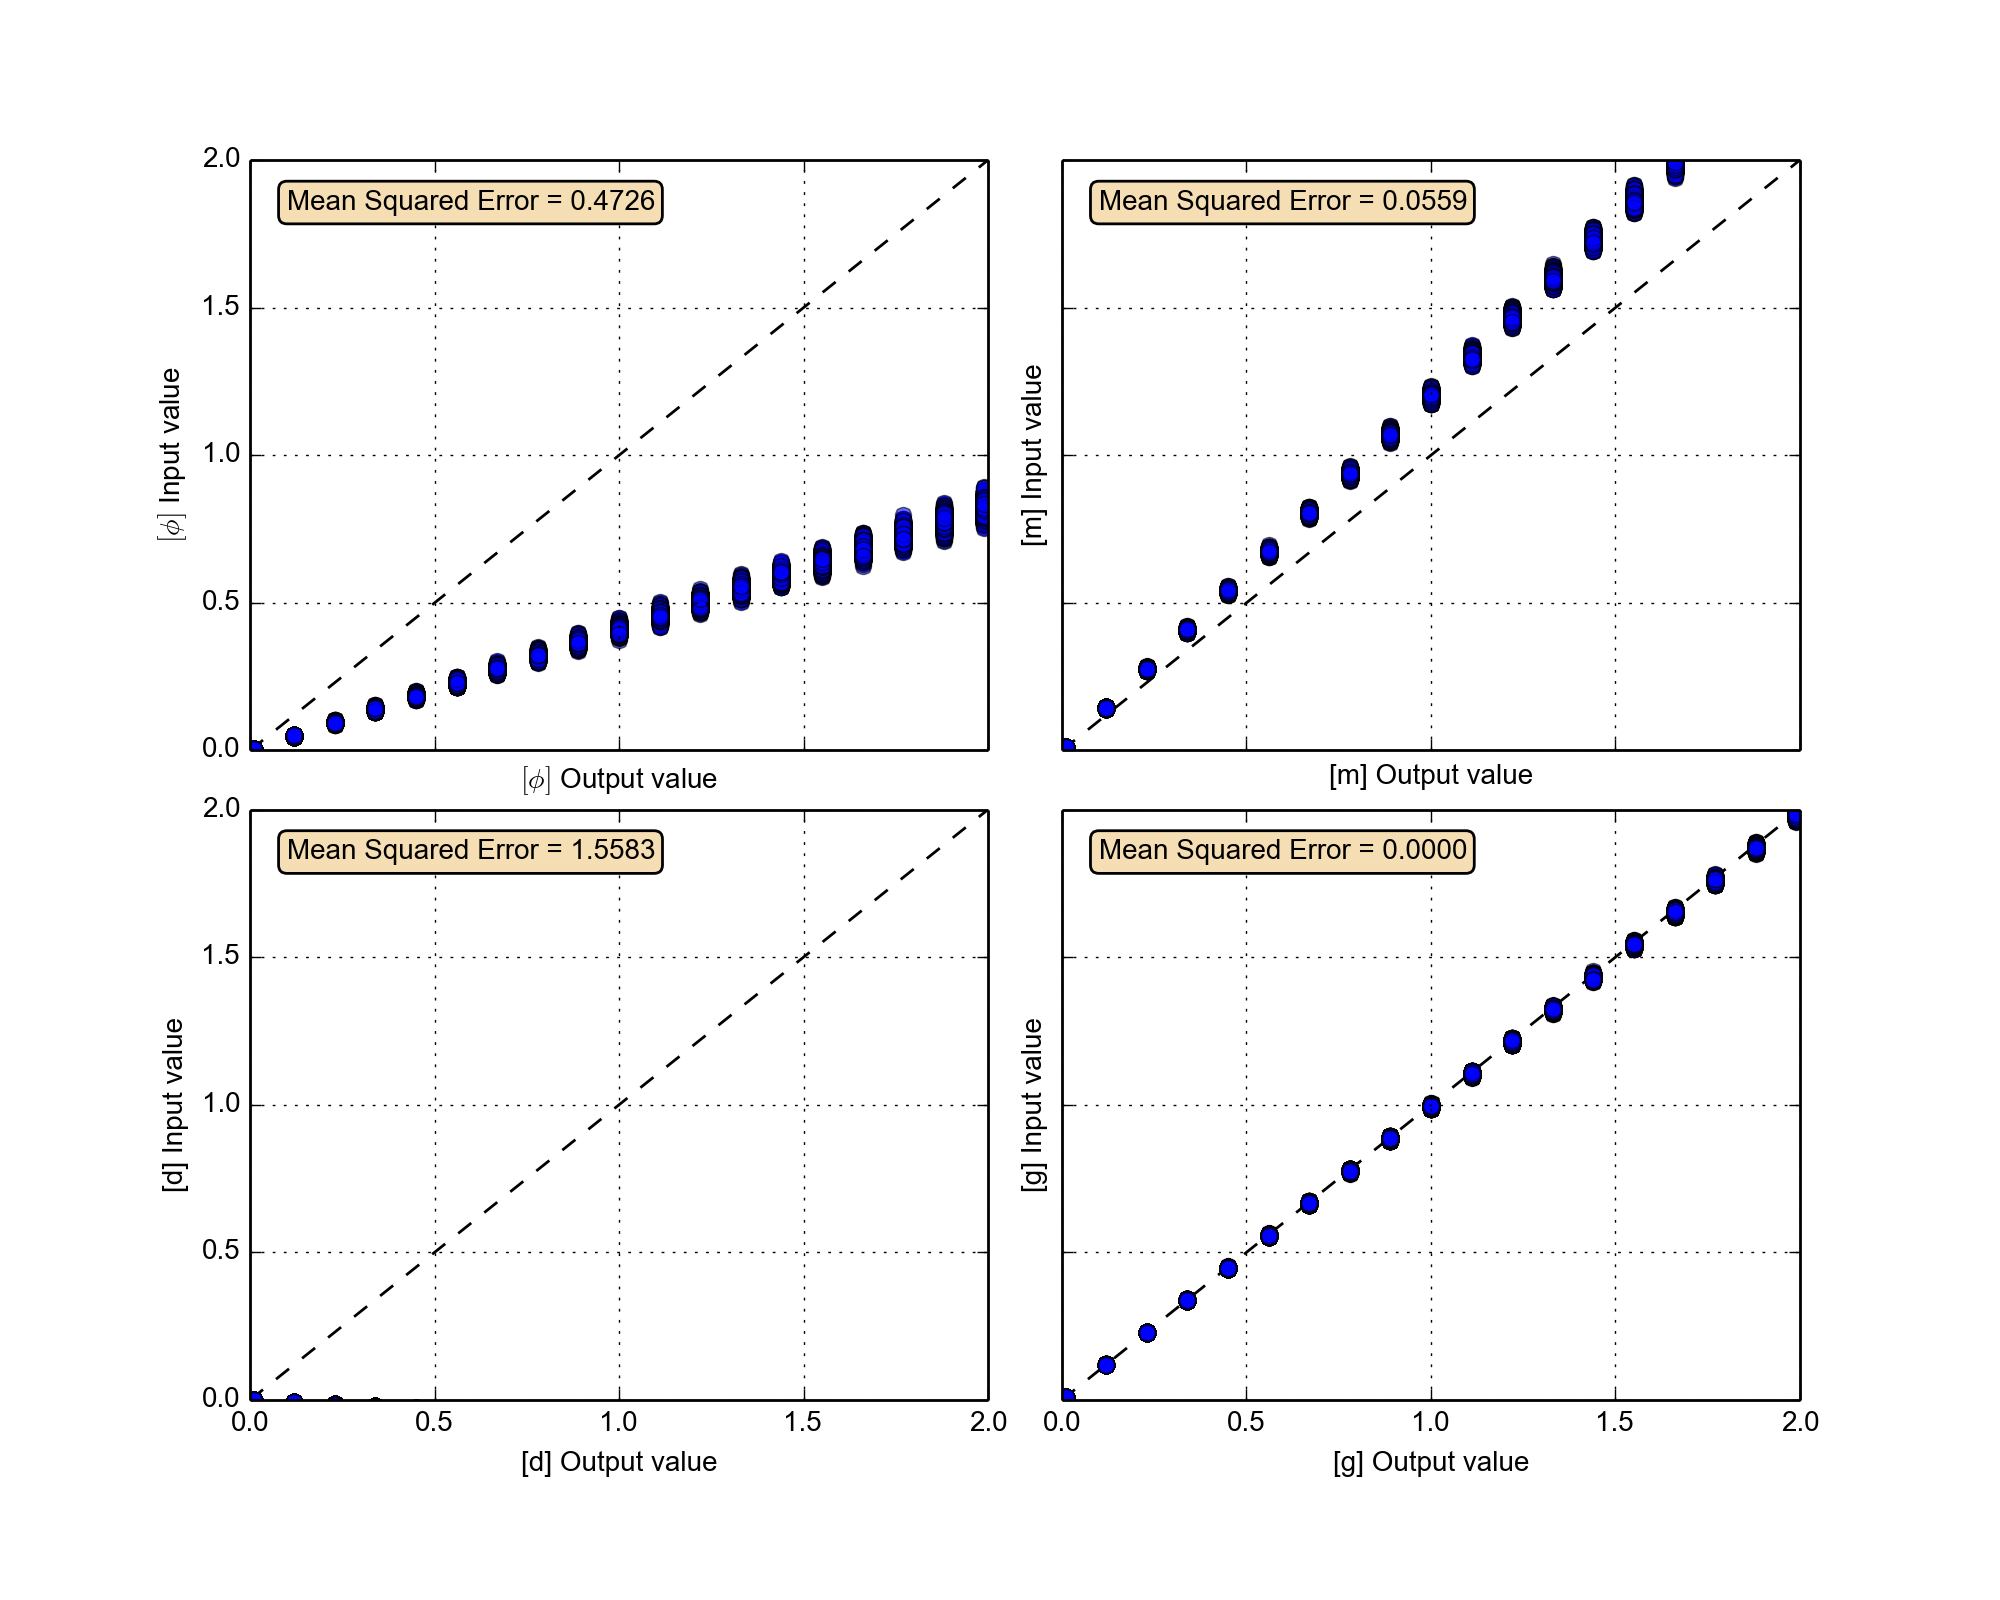 2.0
1.5
1.0
0.5
0.0
[ϕ] Input value
Mean Squared Error = 0.4726
[ϕ] Output value
[m] Input value
Mean Squared Error = 0.0559
[m] Output value
2.0
1.5
1.0
0.5
0.0
[d] Input value
Mean Squared Error = 1.5583
0.0 0.5 1.0 1.5 2.0
[d] Output value
[g] Input value
Mean Squared Error = 0.0000
0.0 0.5 1.0 1.5 2.0
[g] Output value